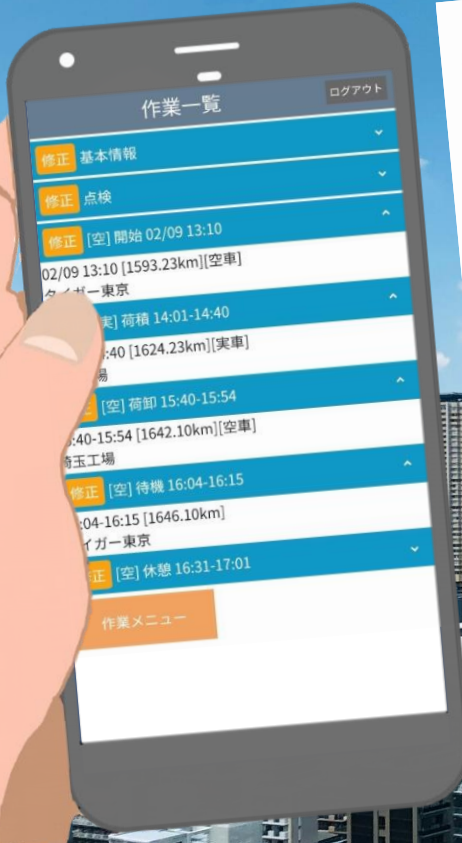 作業一覧
ログアウト
修正 基本情報
修正 点検
修正 [空] 開始 02/09 13:10
02/09 13:10 [1593.23km][空車]
タイガー東京
実] 荷積 14:01-14:40
:40 [1624.23km][実車]
場
[空] 荷卸 15:40-15:54
:40-15:54 [1642.10km][空車]
埼玉工場
修正 [空] 待機 16:04-16:15
:04-16:15 [1646.10km]
イガー東京
正 [空] 休憩 16:31-17:01
作業メニュー